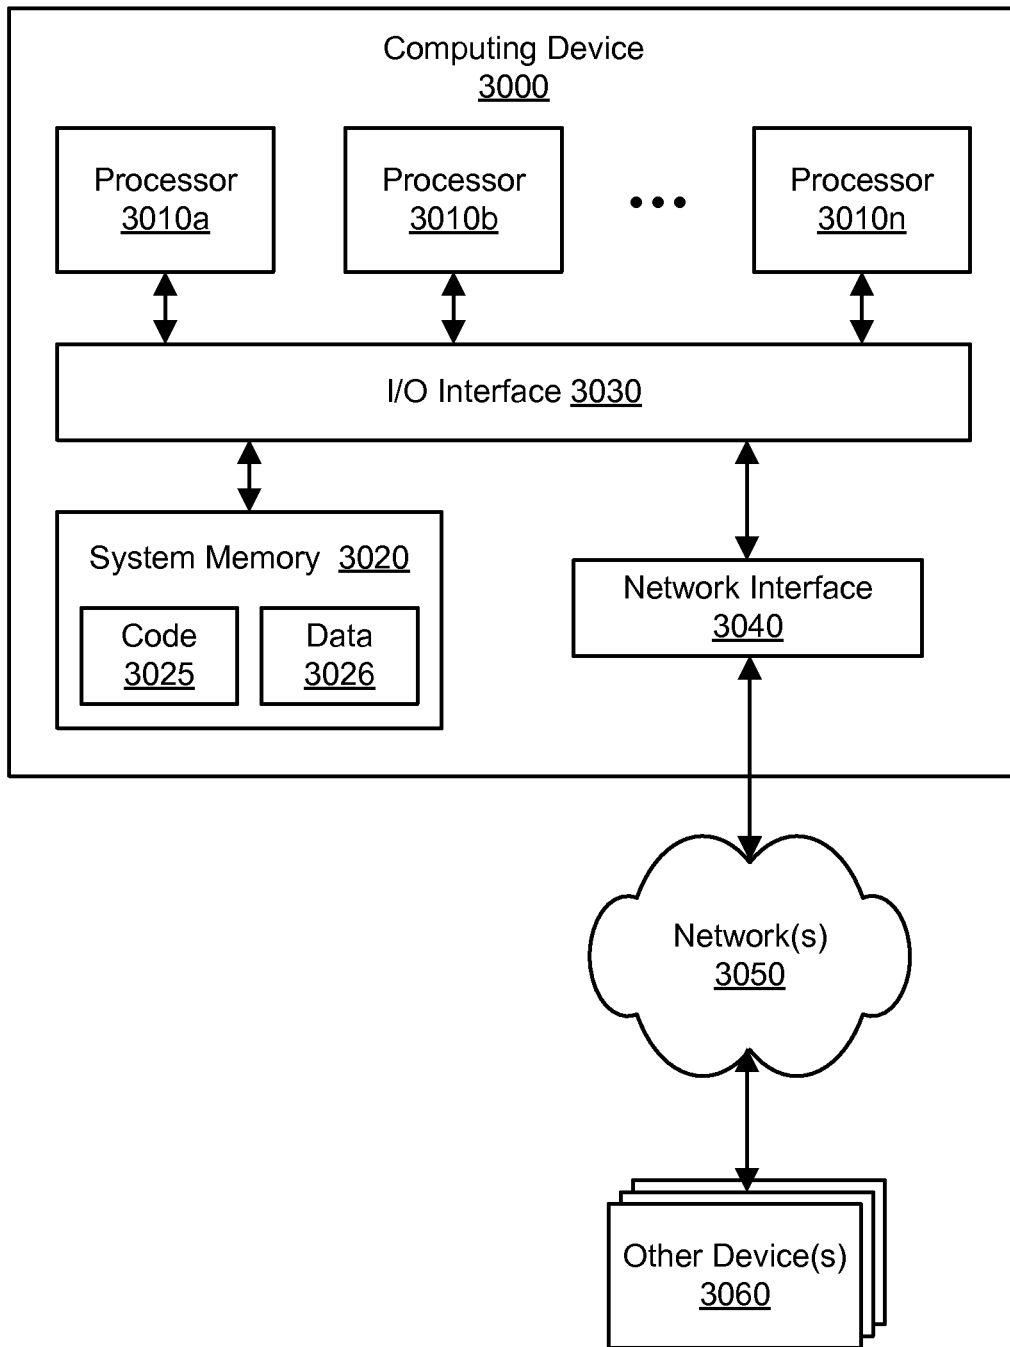 Computing Device
3000
Processor
3010a
Processor
3010b
Processor
3010n
I/O Interface 3030
System Memory 3020
Code
3025
Data
3026
Network Interface
3040
Network(s)
3050
Other Device(s)
3060